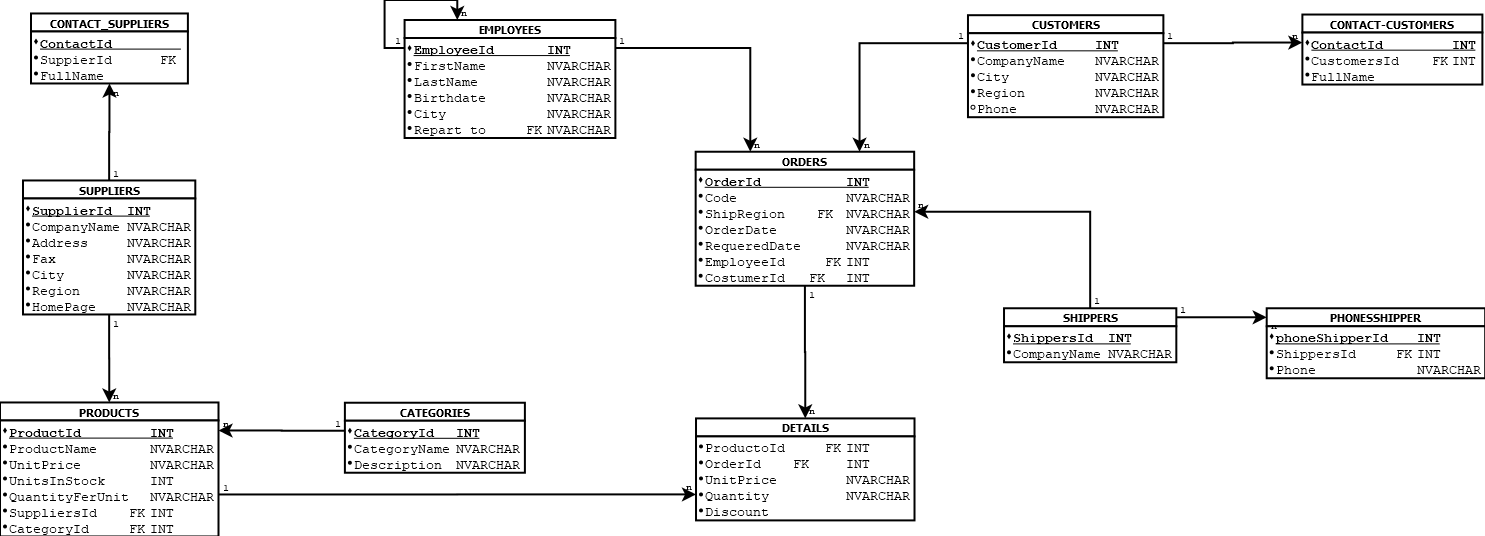 CONTACT_SUPPLIERS
ContactId
SuppierId FK
FullName
n
1
SUPPLIERS
SupplierId INT
CompanyName NVARCHAR
Address NVARCHAR
Fax NVARCHAR
City NVARCHAR
Region NVARCHAR
HomePage NVARCHAR
1
n
PRODUCTS
ProductId INT
ProductName NVARCHAR
UnitPrice NVARCHAR
UnitsInStock INT
QuantityFerUnit NVARCHAR
SuppliersId FK INT
CategoryId FK INT
n
1
CATEGORIES
CategoryId INT
CategoryName NVARCHAR
Description NVARCHAR
1
n
n
1
EMPLOYEES
EmployeeId INT
FirstName NVARCHAR
LastName NVARCHAR
Birthdate NVARCHAR
City NVARCHAR
Repart to FK NVARCHAR
1
n
CUSTOMERS
CustomerId INT
CompanyName NVARCHAR
City NVARCHAR
Region NVARCHAR
Phone NVARCHAR
1
n
1
n
CONTACT-CUSTOMERS
ContactId INT
CustomersId FK INT
FullName
ORDERS
OrderId INT
Code NVARCHAR
ShipRegion FK NVARCHAR
OrderDate NVARCHAR
RequeredDate NVARCHAR
EmployeeId FK INT
CostumerId FK INT
n
1
1
n
SHIPPERS
ShippersId INT
CompanyName NVARCHAR
1
n
PHONESSHIPPER
phoneShipperId INT
ShippersId FK INT
Phone NVARCHAR
DETAILS
ProductoId FK INT
OrderId FK INT
UnitPrice NVARCHAR
Quantity NVARCHAR
Discount